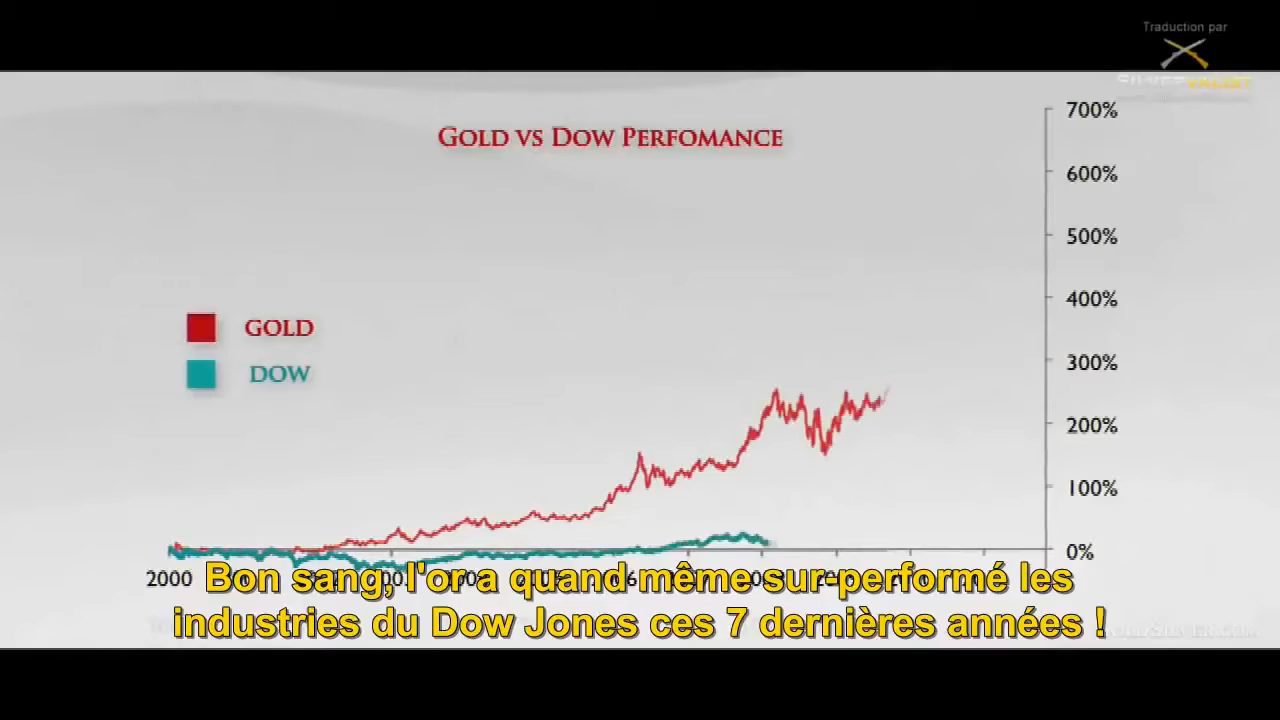 Traduction par
SILVERVALIST
GOLD VS DOW PERFOMANCE
700%
600%
500%
400%
300%
200%
100%
0%
GOLD
DOW
2000
Bon sang, l'or a quand même sur-performé les
industries du Dow Jones ces 7 dernières années !